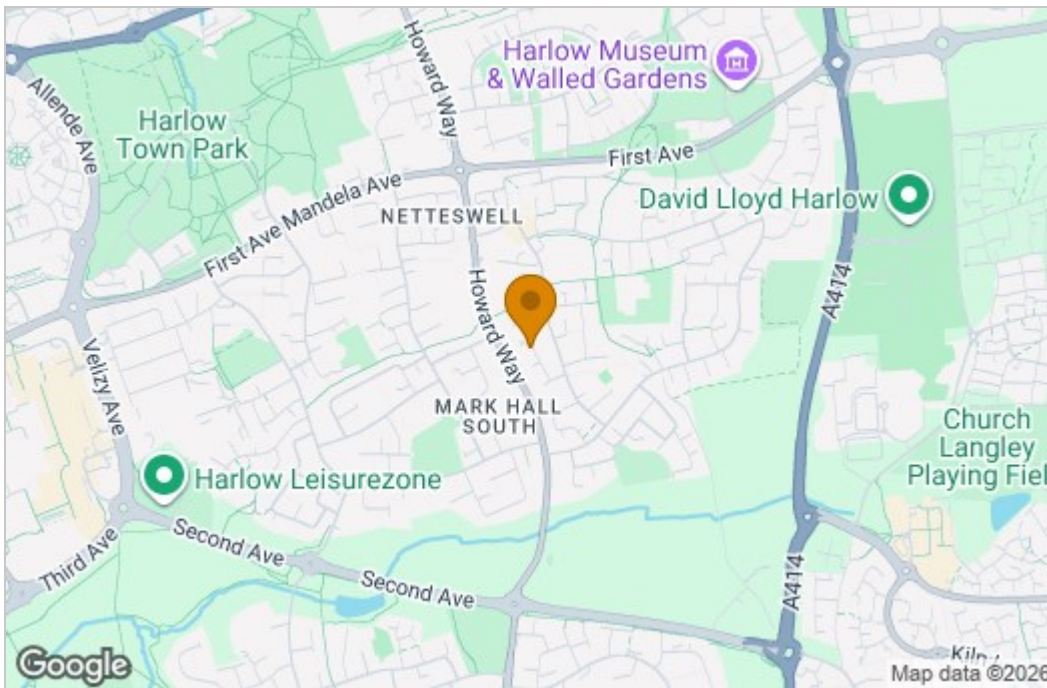 Howard Way
Harlow Museum
& Walled Gardens
Allende Ave
Harlow
Town Park
First Ave
First Ave Mandela Ave
NETTESWELL
David Lloyd Harlow
A414
Howard Way
Velizy Ave
MARK HALL
SOUTH
Church
Langley
Playing Fiel
Harlow Leisurezone
Second Ave
Third Ave
Second Ave
A414
Google
Map data ©2026